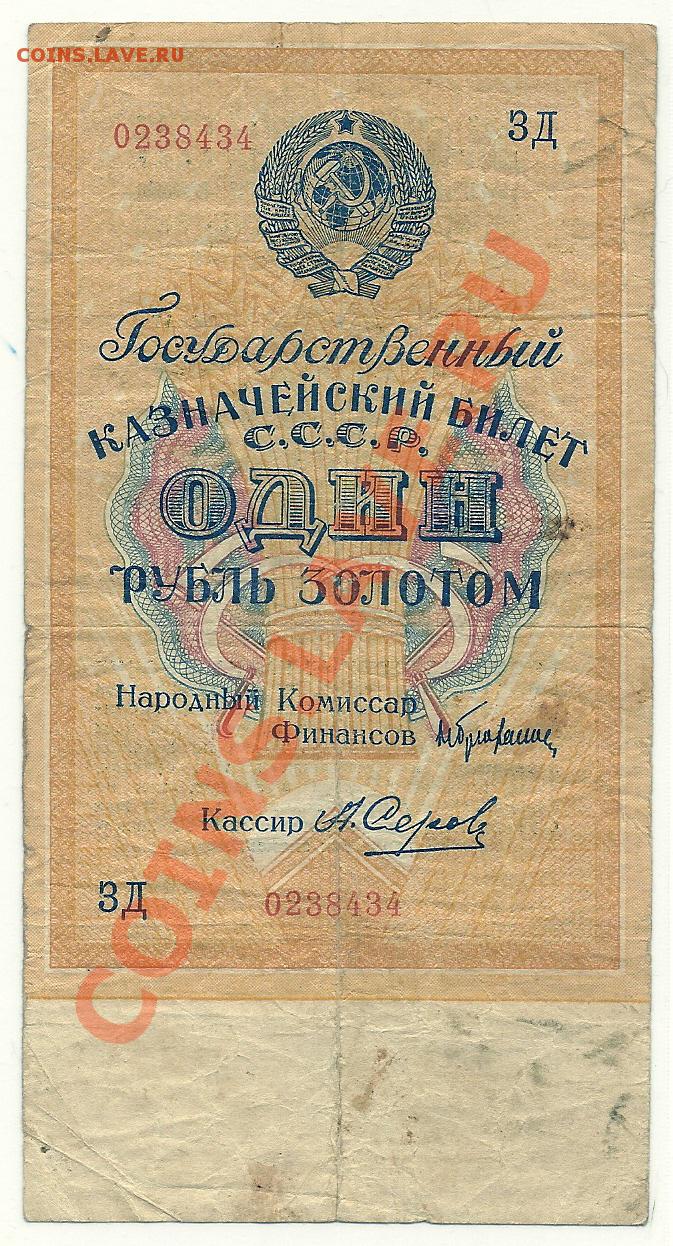 COINS.LAVE.RU
0238434 ЗД
Государственный
КАЗНАЧЕЙСКИЙ БИЛЕТ
С.С.С.Р.
ОДИН
РУБЛЬ ЗОЛОТОМ
Народный Комиссар
Финансов
Кассир А. Серов
ЗД 0238434
COINS.LAVE.RU